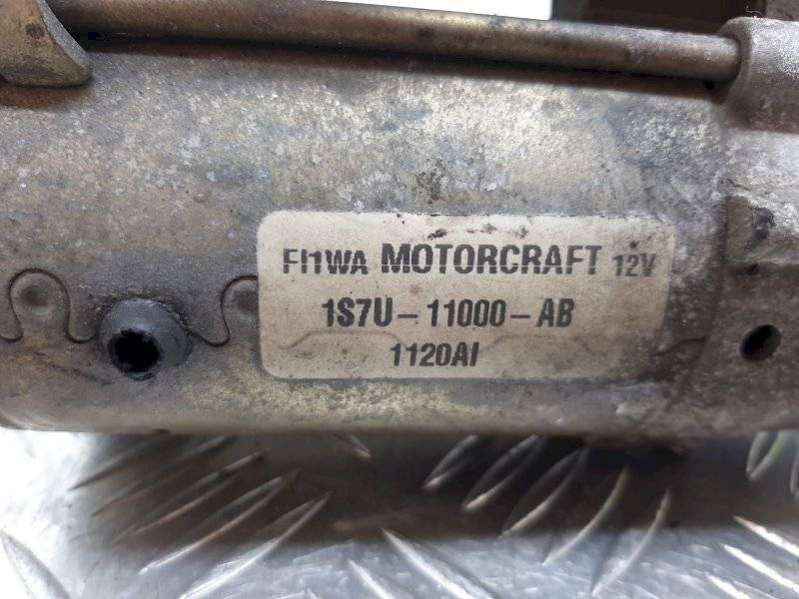 FI1WA MOTORCRAFT 12V
1S7U-11000-AB
1120AI